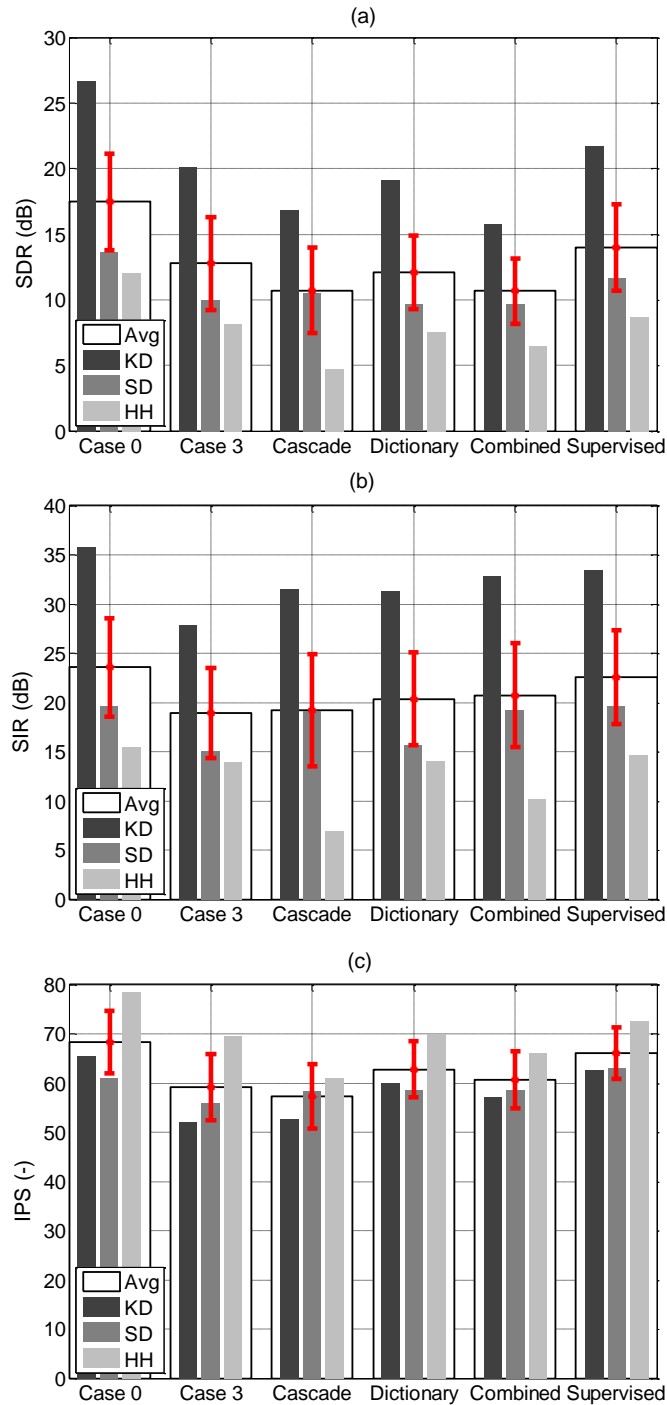 (a)
30
25
20
15
10
5
0
SDR (dB)
Avg
KD
SD
HH
Case 0 Case 3 Cascade Dictionary Combined Supervised
(b)
40
35
30
25
20
15
10
5
0
SIR (dB)
Avg
KD
SD
HH
Case 0 Case 3 Cascade Dictionary Combined Supervised
(c)
80
70
60
50
40
30
20
10
0
IPS (-)
Avg
KD
SD
HH
Case 0 Case 3 Cascade Dictionary Combined Supervised